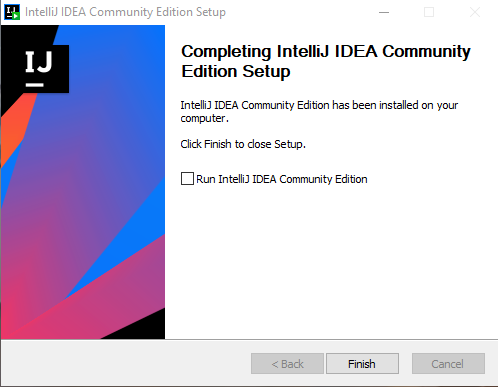 IntelliJ IDEA Community Edition Setup
IJ
Completing IntelliJ IDEA Community
Edition Setup
IntelliJ IDEA Community Edition has been installed on your
computer.
Click Finish to close Setup.
Run IntelliJ IDEA Community Edition
< Back
Finish
Cancel